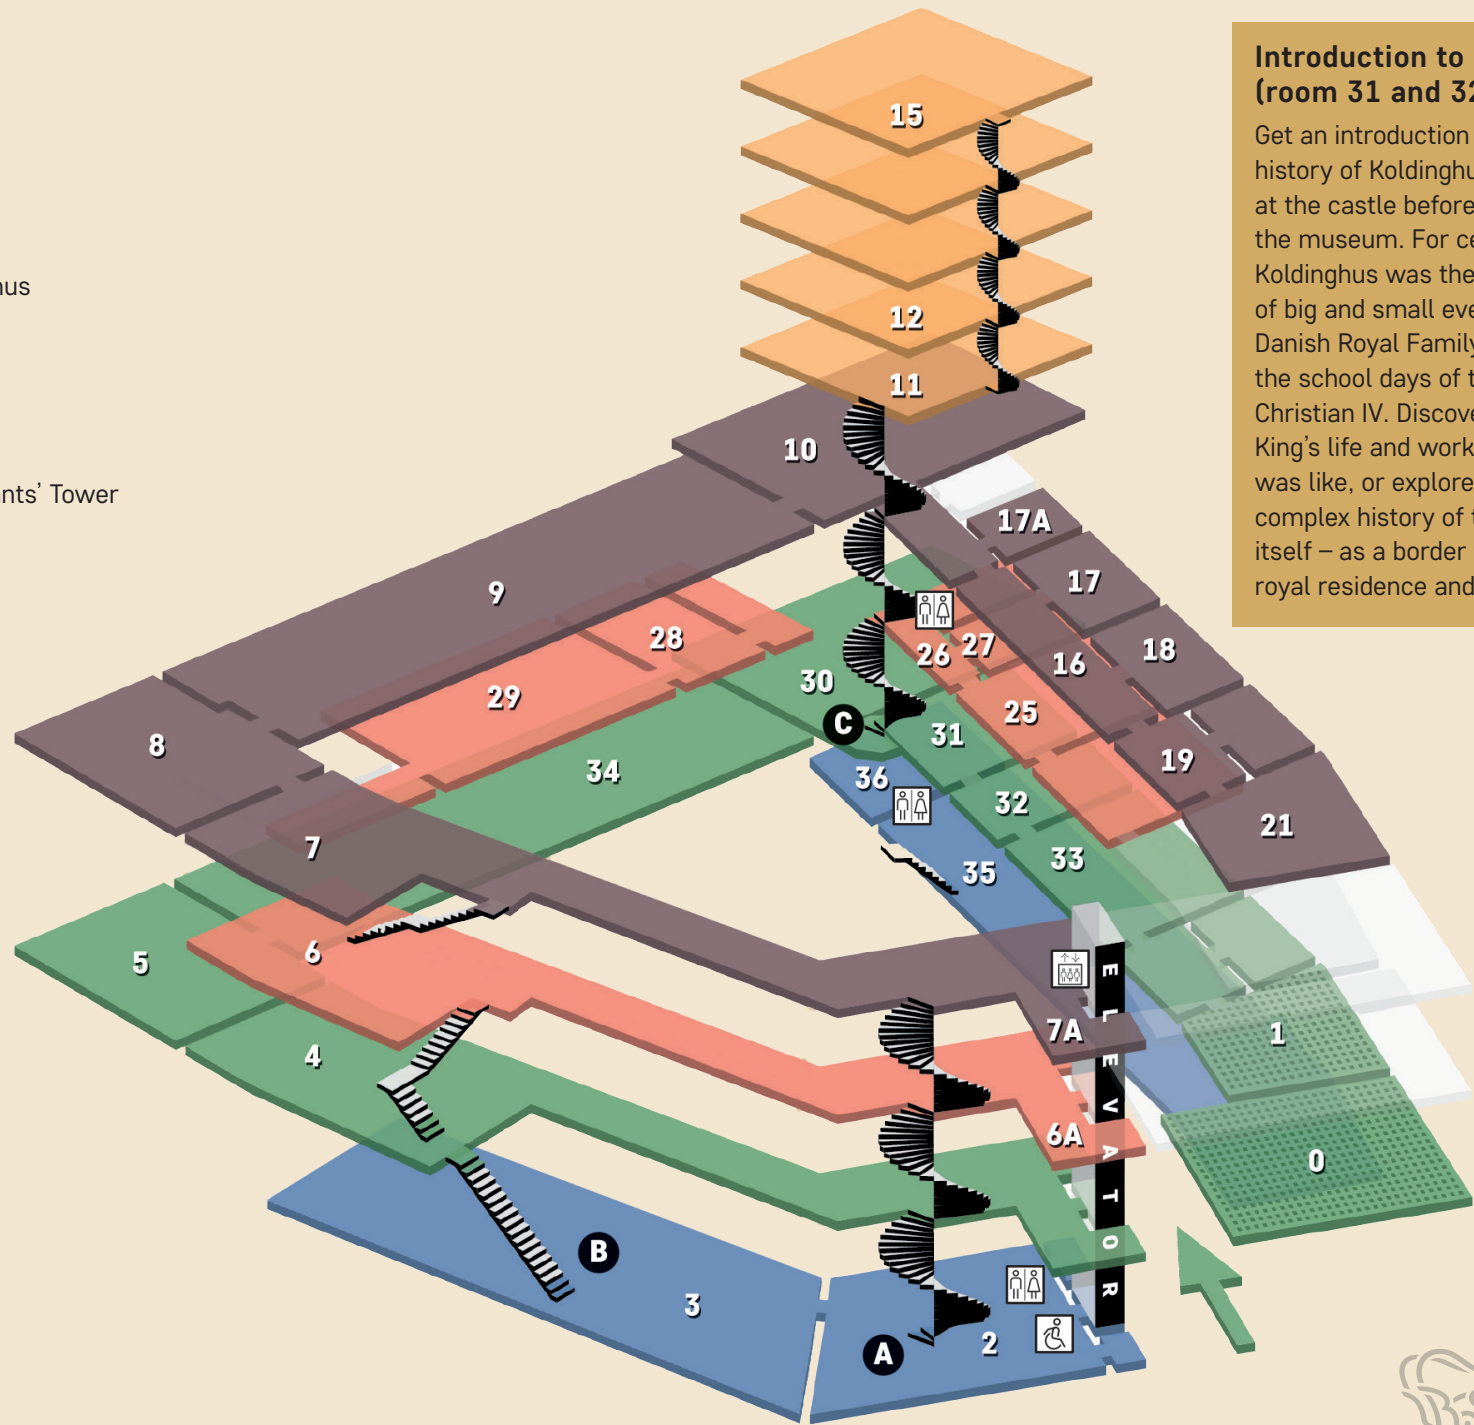 nus
nts' Tower
Introduction to
(room 31 and 32
Get an introduction
history of Koldinghu
at the castle before
the museum. For ce
Koldinghus was the
of big and small eve
Danish Royal Family
the school days of t
Christian IV. Discove
King's life and work
was like, or explore
complex history of t
itself – as a border
royal residence and
15
12
11
10
17A
17
9
28
26
27
16
18
29
30
25
8
C
31
19
34
36
32
21
7
35
33
5
6
ELEVATOR
7A
1
4
6A
0
B
3
A
2